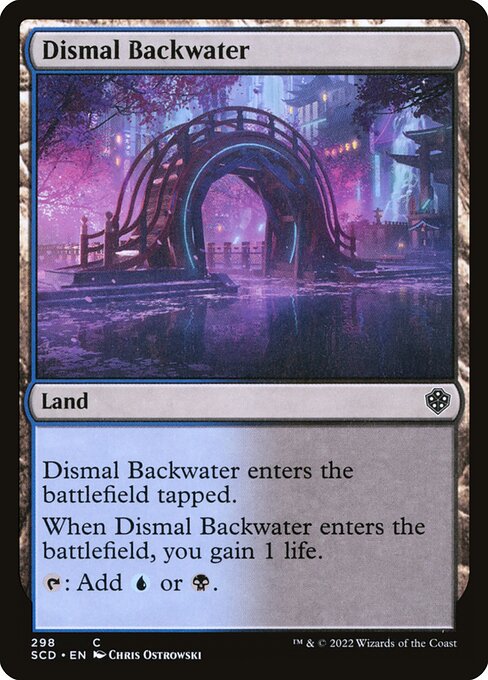 Dismal Backwater
Land
Dismal Backwater enters the
battlefield tapped.
When Dismal Backwater enters the
battlefield, you gain 1 life.
: Add or .
298 C
SCD • EN Chris Ostrowski
™ & © 2022 Wizards of the Coast